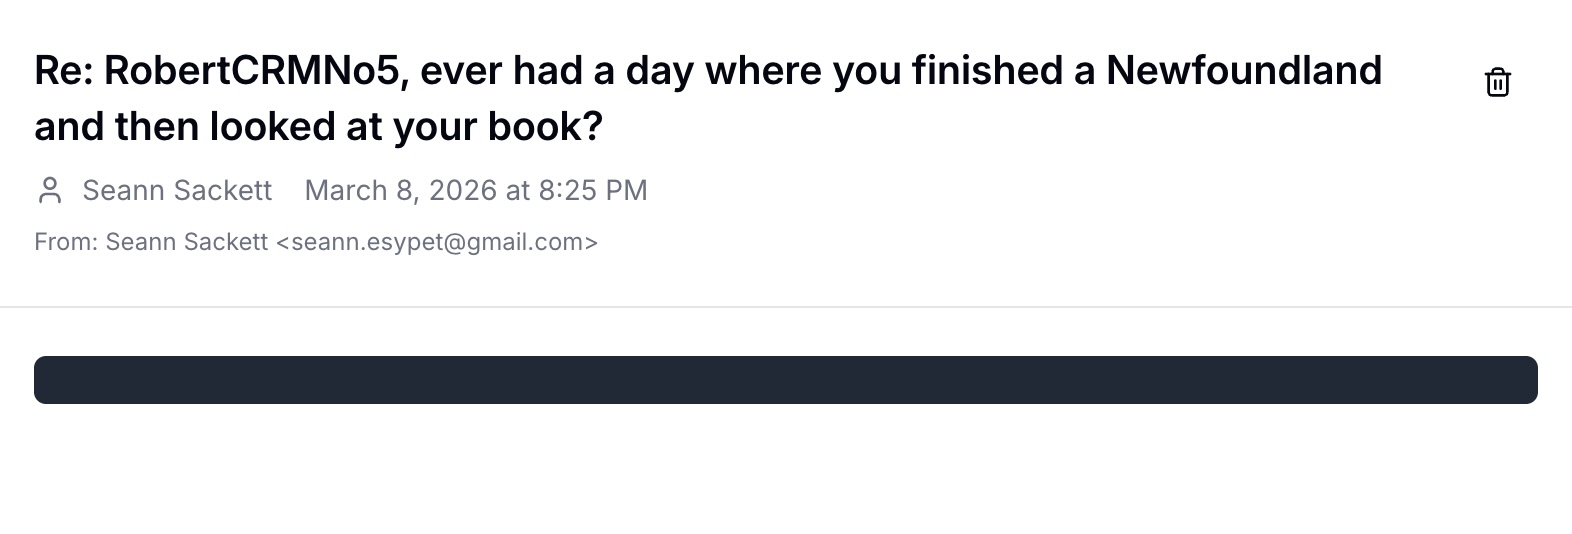 Re: RobertCRMNo5, ever had a day where you finished a Newfoundland
and then looked at your book?
Seann Sackett March 8, 2026 at 8:25 PM
From: Seann Sackett <seann.esypet@gmail.com>